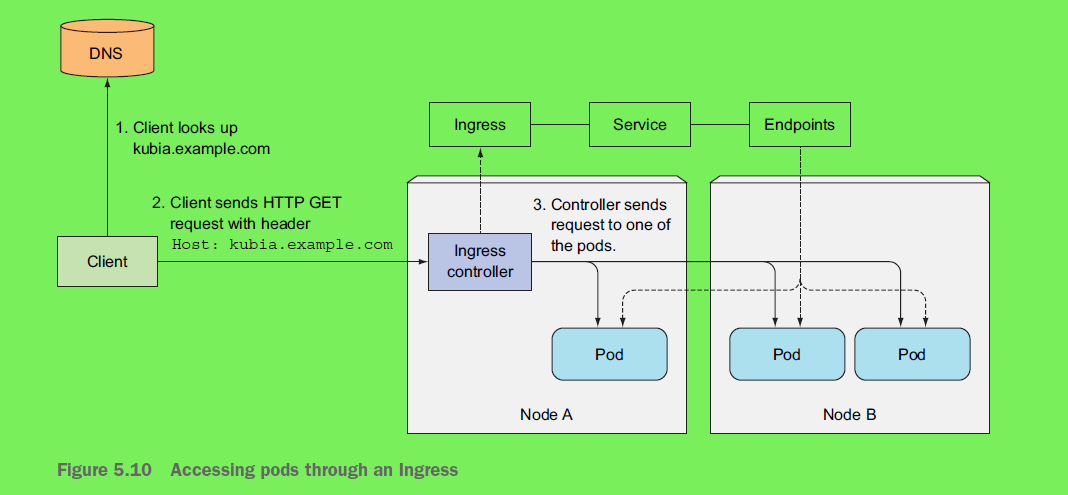 DNS
1. Client looks up
kubia.example.com
Ingress
Service
Endpoints
2. Client sends HTTP GET
request with header
Host: kubia.example.com
3. Controller sends
request to one of
the pods.
Client
Ingress
controller
Pod
Pod
Pod
Node A
Node B
Figure 5.10 Accessing pods through an Ingress